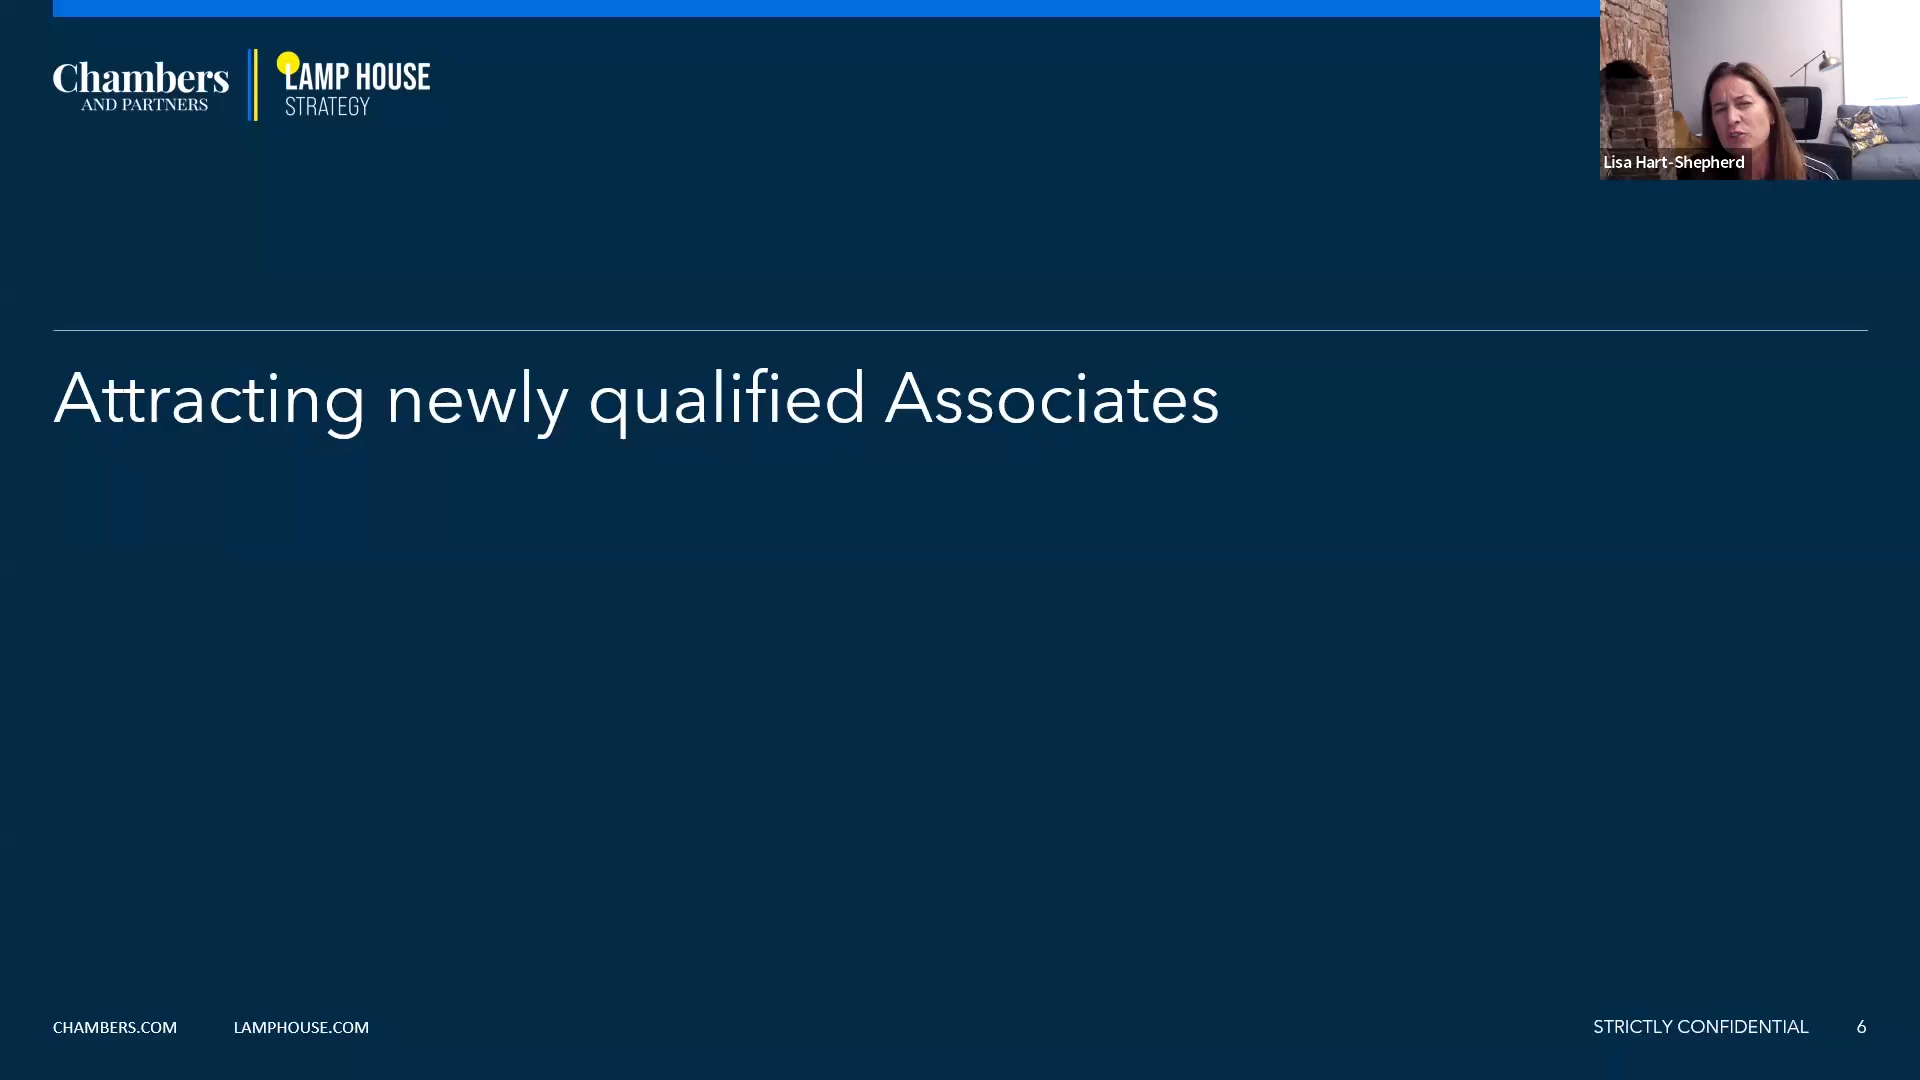 Chambers
AND PARTNERS
LAMP HOUSE
STRATEGY
Lisa Hart-Shepherd
Attracting newly qualified Associates
CHAMBERS.COM
LAMPHOUSE.COM
STRICTLY CONFIDENTIAL
6